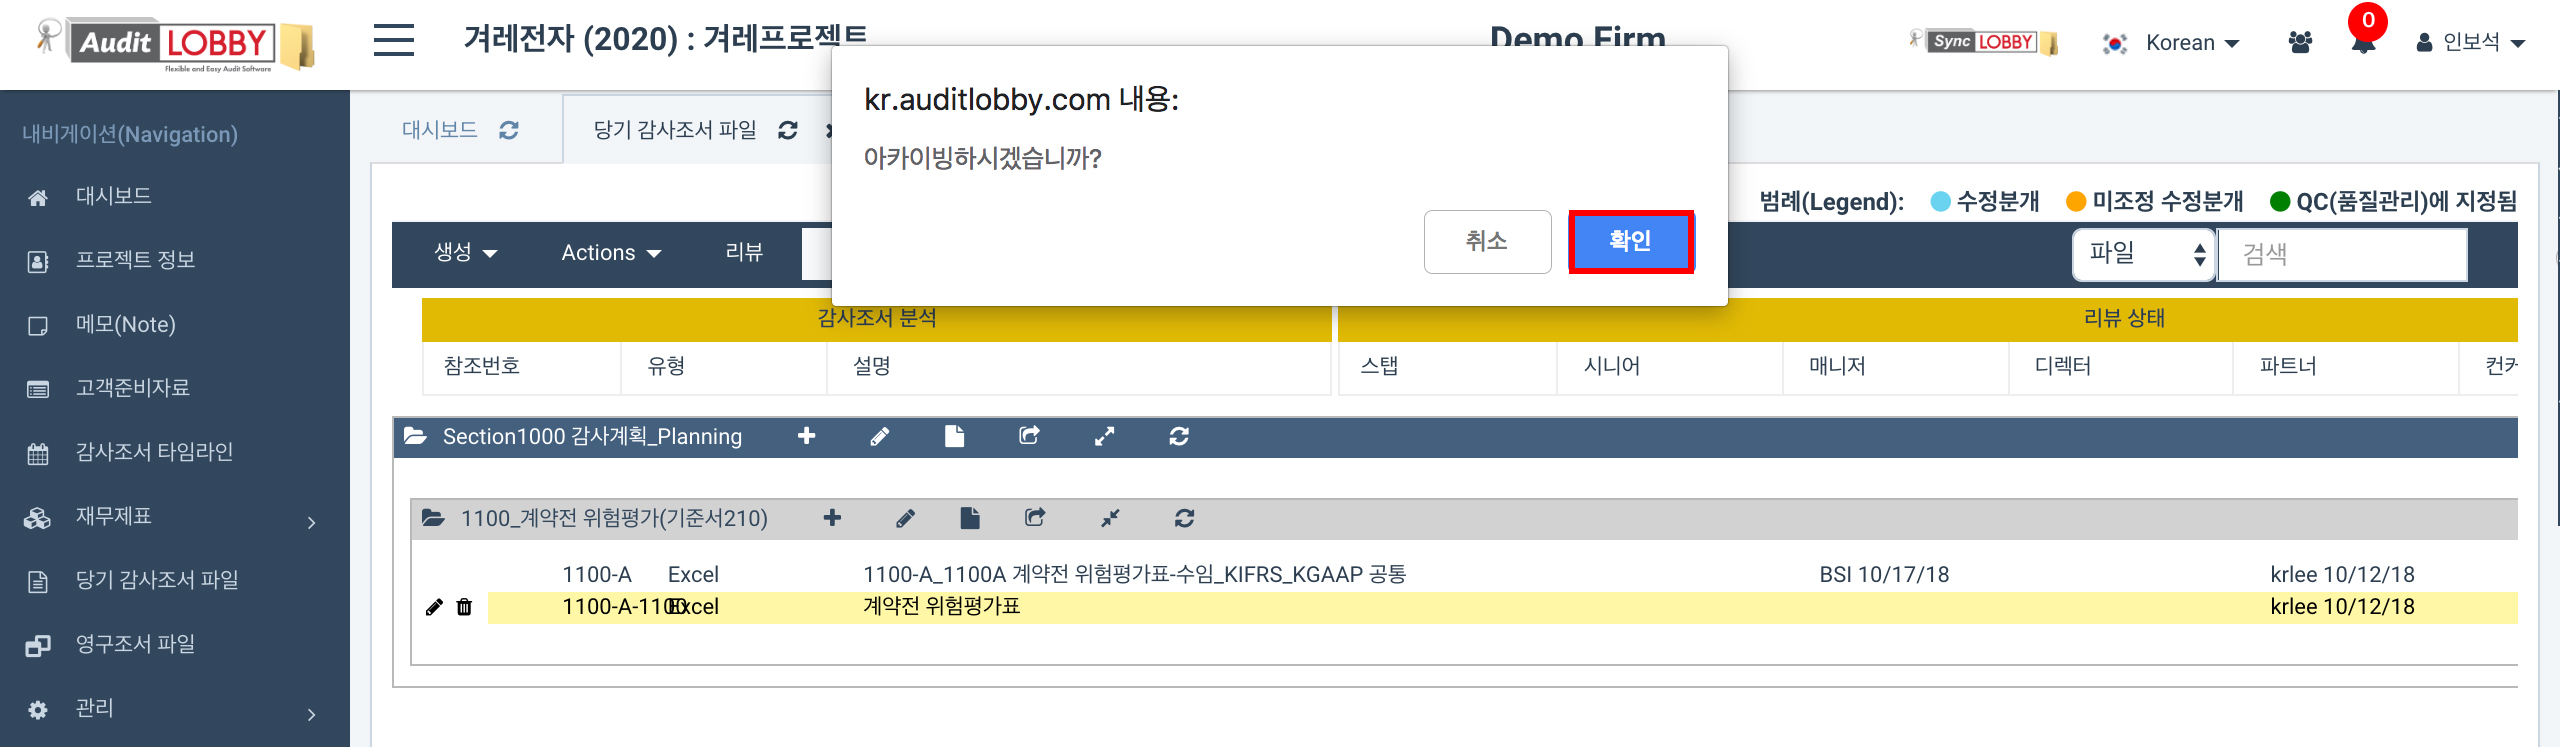 Audit LOBBY
Flexible and Easy Audit Software
겨레전자 (2020) : 겨레프로젝트
Demo Firm
Sync LOBBY
Korean
0
인보석
내비게이션(Navigation)
대시보드
프로젝트 정보
메모(Note)
고객준비자료
감사조서 타임라인
재무제표
당기 감사조서 파일
영구조서 파일
관리
대시보드
당기 감사조서 파일
kr.auditlobby.com 내용:
아카이빙하시겠습니까?
취소
확인
범례(Legend): 수정분개 미조정 수정분개 QC(품질관리)에 지정됨
생성 Actions 리뷰
파일 검색
감사조서 분석 리뷰 상태
참조번호 유형 설명 스탭 시니어 매니저 디렉터 파트너
Section1000 감사계획_Planning
1100_계약전 위험평가(기준서210)
1100-A Excel 1100-A_1100A 계약전 위험평가표-수임_KIFRS_KGAAP 공통 BSI 10/17/18 krlee 10/12/18
1100-A-1100 Excel 계약전 위험평가표 krlee 10/12/18